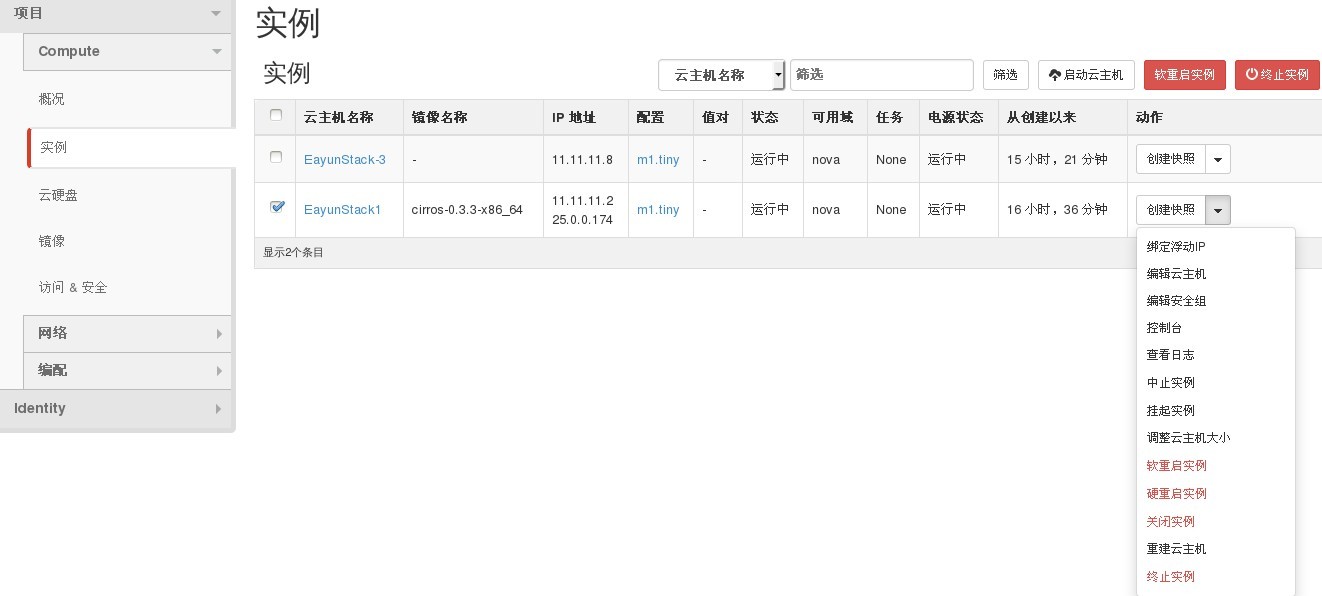 项目
Compute
概况
实例
云硬盘
镜像
访问 & 安全
网络
编配
Identity
实例
实例
云主机名称 筛选 筛选 启动云主机 软重启实例 终止实例
云主机名称 镜像名称 IP 地址 配置 值对 状态 可用域 任务 电源状态 从创建以来 动作
EayunStack-3 - 11.11.11.8 m1.tiny - 运行中 nova None 运行中 15 小时，21 分钟 创建快照
EayunStack1 cirros-0.3.3-x86_64 11.11.11.2 m1.tiny - 运行中 nova None 运行中 16 小时，36 分钟 创建快照
25.0.0.174
显示2个条目
绑定浮动IP
编辑云主机
编辑安全组
控制台
查看日志
中止实例
挂起实例
调整云主机大小
软重启实例
硬重启实例
关闭实例
重建云主机
终止实例